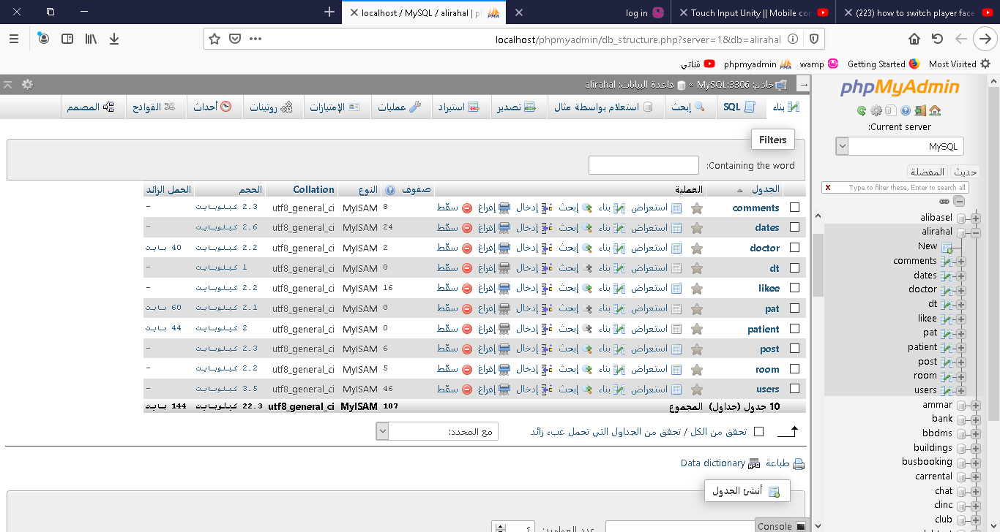 localhost / MySQL / alirahal | p
log in
Touch Input Unity || Mobile cor
(223) how to switch player face
localhost/phpmyadmin/db_structure.php?server=1&db=alirahal
Most Visited Getting Started wamp phpmyadmin قناتي
phpMyAdmin
Current server:
MySQL
حديث المفضلة
Type to filter these, Enter to search all X
alibasel
alirahal
New
comments
dates
doctor
dt
likee
pat
patient
post
room
users
ammar
bank
bbdms
buildings
busbooking
carrental
chat
clinc
club
خادم: MySQL:3306 » قاعدة البيانات: alirahal
بناء SQL إبحث استعلام بواسطة مثال تصدير استيراد عمليات الإمتيازات روتينات أحداث القوادح المصمم
Filters
Containing the word:
الجدول العملية صفوف النوع Collation الحجم الحمل الزائد
comments استعراض بناء إبحث إدخال إفراغ سقّط 8 MyISAM utf8_general_ci 2.3 كيلوبايت -
dates استعراض بناء إبحث إدخال إفراغ سقّط 24 MyISAM utf8_general_ci 2.6 كيلوبايت -
doctor استعراض بناء إبحث إدخال إفراغ سقّط 2 MyISAM utf8_general_ci 2.2 كيلوبايت 40 بايت
dt استعراض بناء إبحث إدخال إفراغ سقّط 0 MyISAM utf8_general_ci 1 كيلوبايت -
likee استعراض بناء إبحث إدخال إفراغ سقّط 16 MyISAM utf8_general_ci 2.2 كيلوبايت -
pat استعراض بناء إبحث إدخال إفراغ سقّط 0 MyISAM utf8_general_ci 2.1 كيلوبايت 60 بايت
patient استعراض بناء إبحث إدخال إفراغ سقّط 0 MyISAM utf8_general_ci 2 كيلوبايت 44 بايت
post استعراض بناء إبحث إدخال إفراغ سقّط 6 MyISAM utf8_general_ci 2.3 كيلوبايت -
room استعراض بناء إبحث إدخال إفراغ سقّط 5 MyISAM utf8_general_ci 2.2 كيلوبايت -
users استعراض بناء إبحث إدخال إفراغ سقّط 46 MyISAM utf8_general_ci 3.5 كيلوبايت -
10 جدول (جداول) المجموع 107 MyISAM utf8_general_ci 22.3 كيلوبايت 144 بايت
تحقق من الكل / تحقق من الجداول التي تحمل عبء زائد مع المحدد:
طباعة Data dictionary
أنشئ الجدول
عدد العواميد:
Console